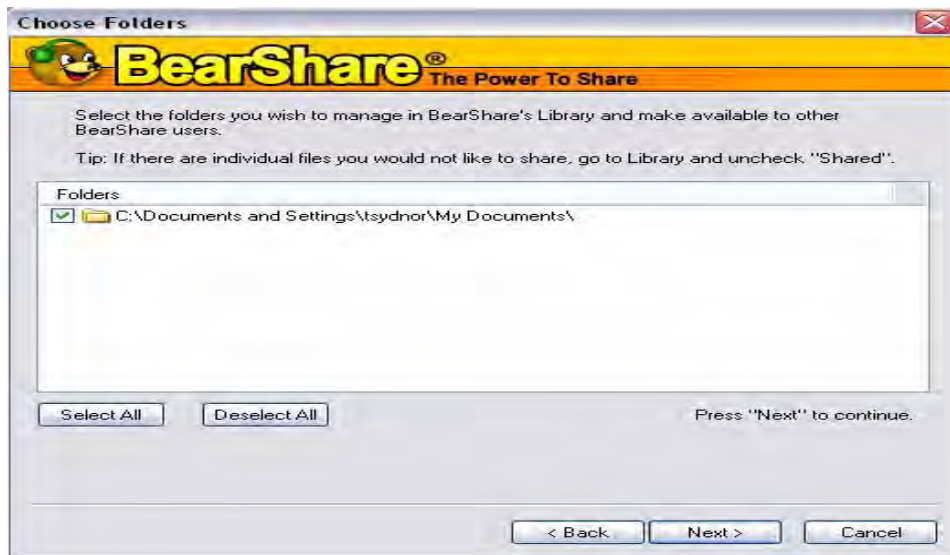 Choose Folders
BearShare®
The Power To Share
Select the folders you wish to manage in BearShare's Library and make available to other
BearShare users.
Tip: If there are individual files you would not like to share, go to Library and uncheck "Shared".
Folders
C:\Documents and Settings\tsydnor\My Documents\
Select All
Deselect All
Press "Next" to continue.
< Back
Next >
Cancel